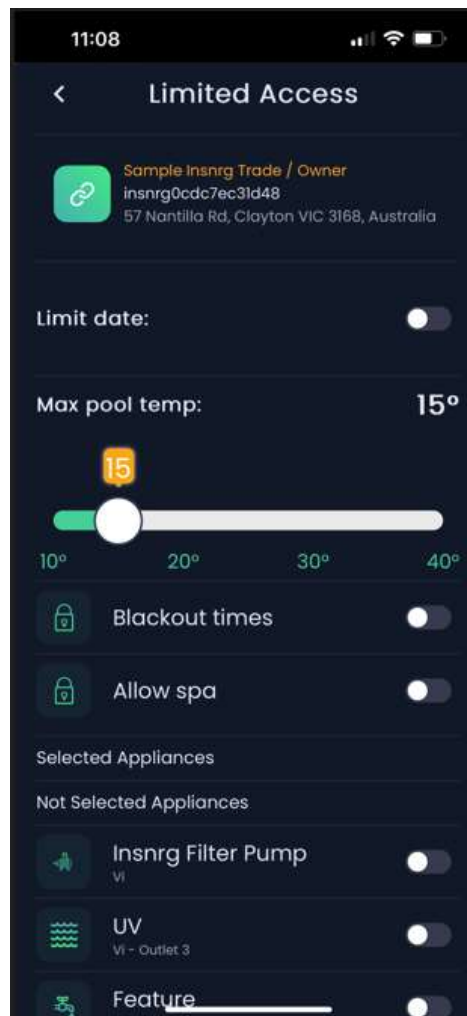 11:08
Limited Access
Sample Insnrg Trade / Owner
insnrg0cdc7ec31d48
57 Nantilla Rd, Clayton VIC 3168, Australia
Limit date:
Max pool temp: 15º
15
10º 20º 30º 40º
Blackout times
Allow spa
Selected Appliances
Not Selected Appliances
Insnrg Filter Pump
VI
UV
Vi - Outlet 3
Feature